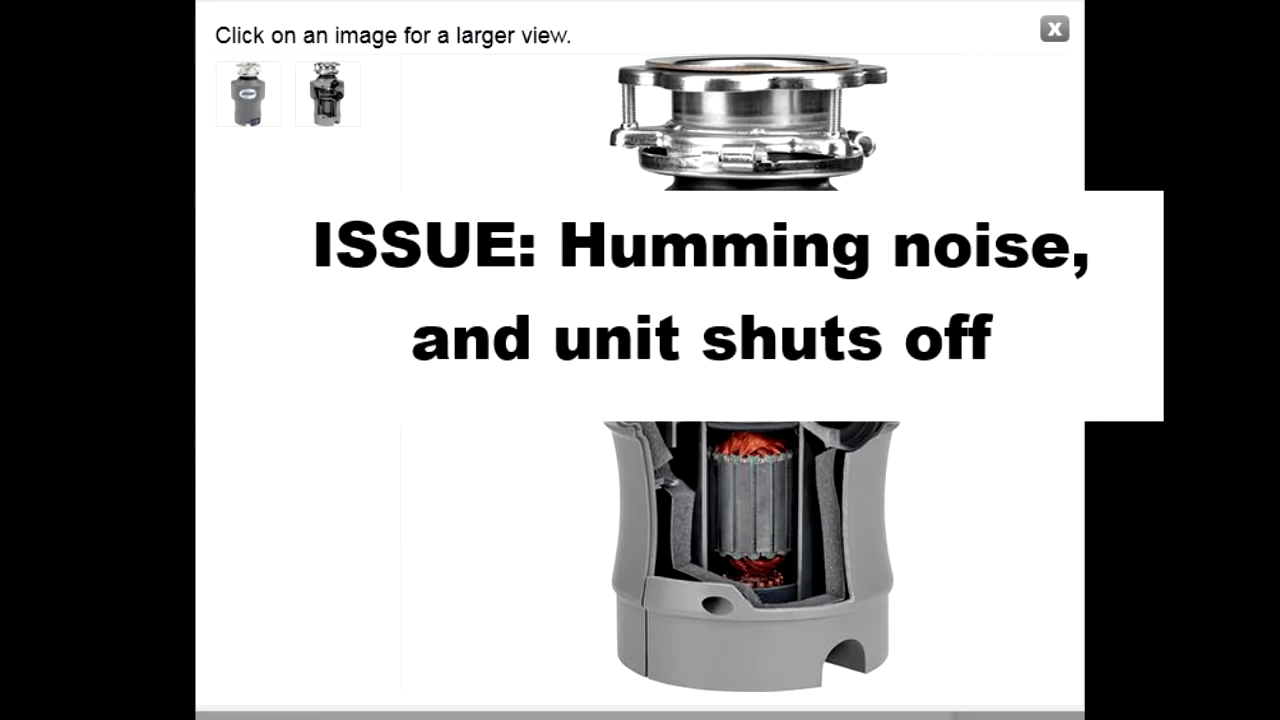 Click on an image for a larger view.
X
ISSUE: Humming noise,
and unit shuts off